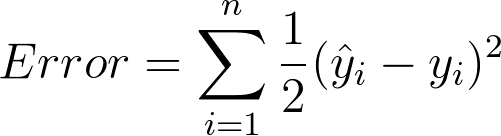 $Error = \sum_{i=1}^{n} \frac{1}{2}(\hat{y}_i - y_i)^2$